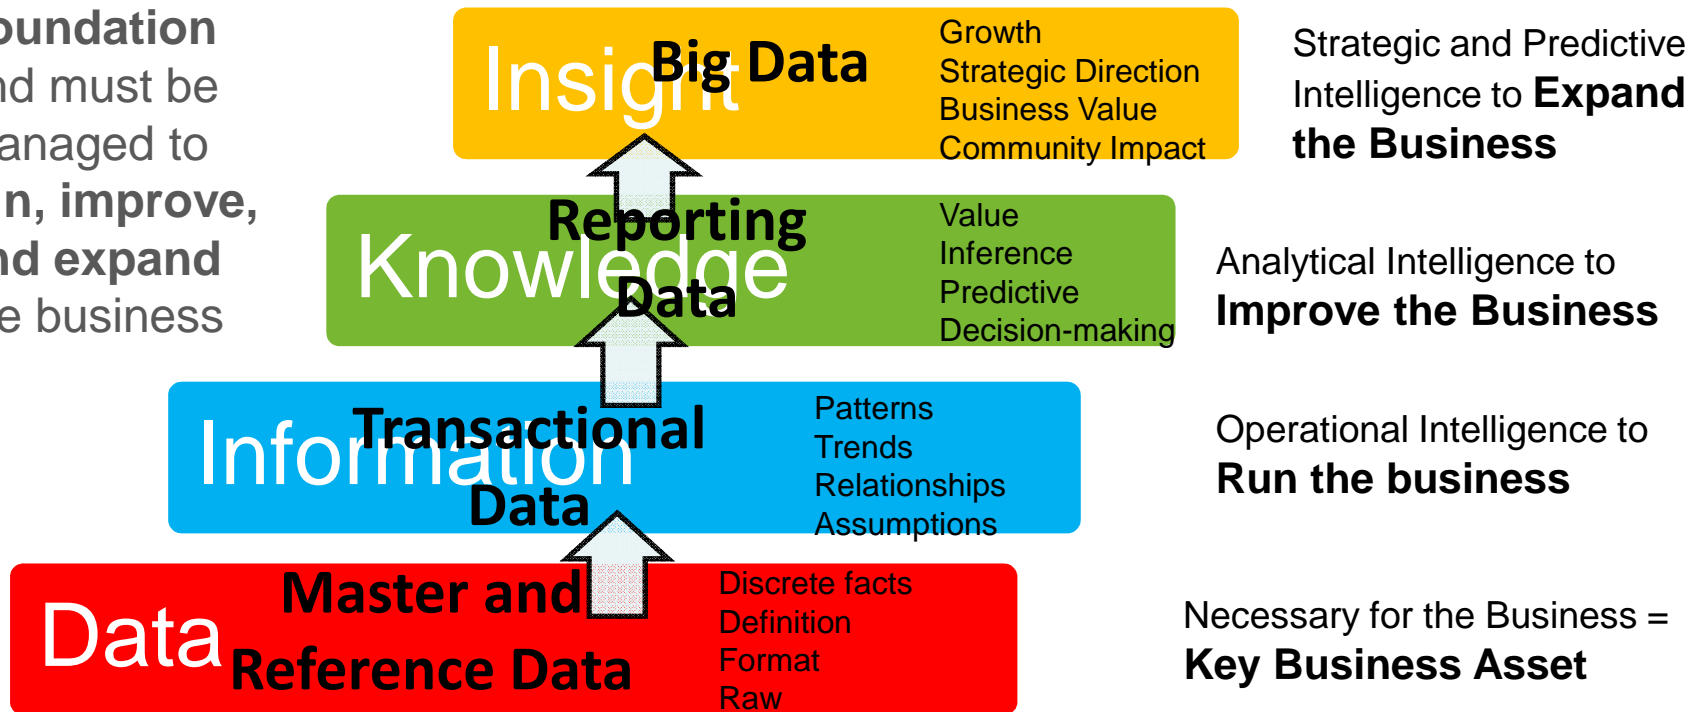 oundation
nd must be
anaged to
n, improve,
nd expand
e business
Insight
Big Data
Growth
Strategic Direction
Business Value
Community Impact
Strategic and Predictive
Intelligence to Expand
the Business
Knowledge
Reporting
Data
Value
Inference
Predictive
Decision-making
Analytical Intelligence to
Improve the Business
Information
Transactional
Data
Patterns
Trends
Relationships
Assumptions
Operational Intelligence to
Run the business
Data
Master and
Reference Data
Discrete facts
Definition
Format
Raw
Necessary for the Business =
Key Business Asset